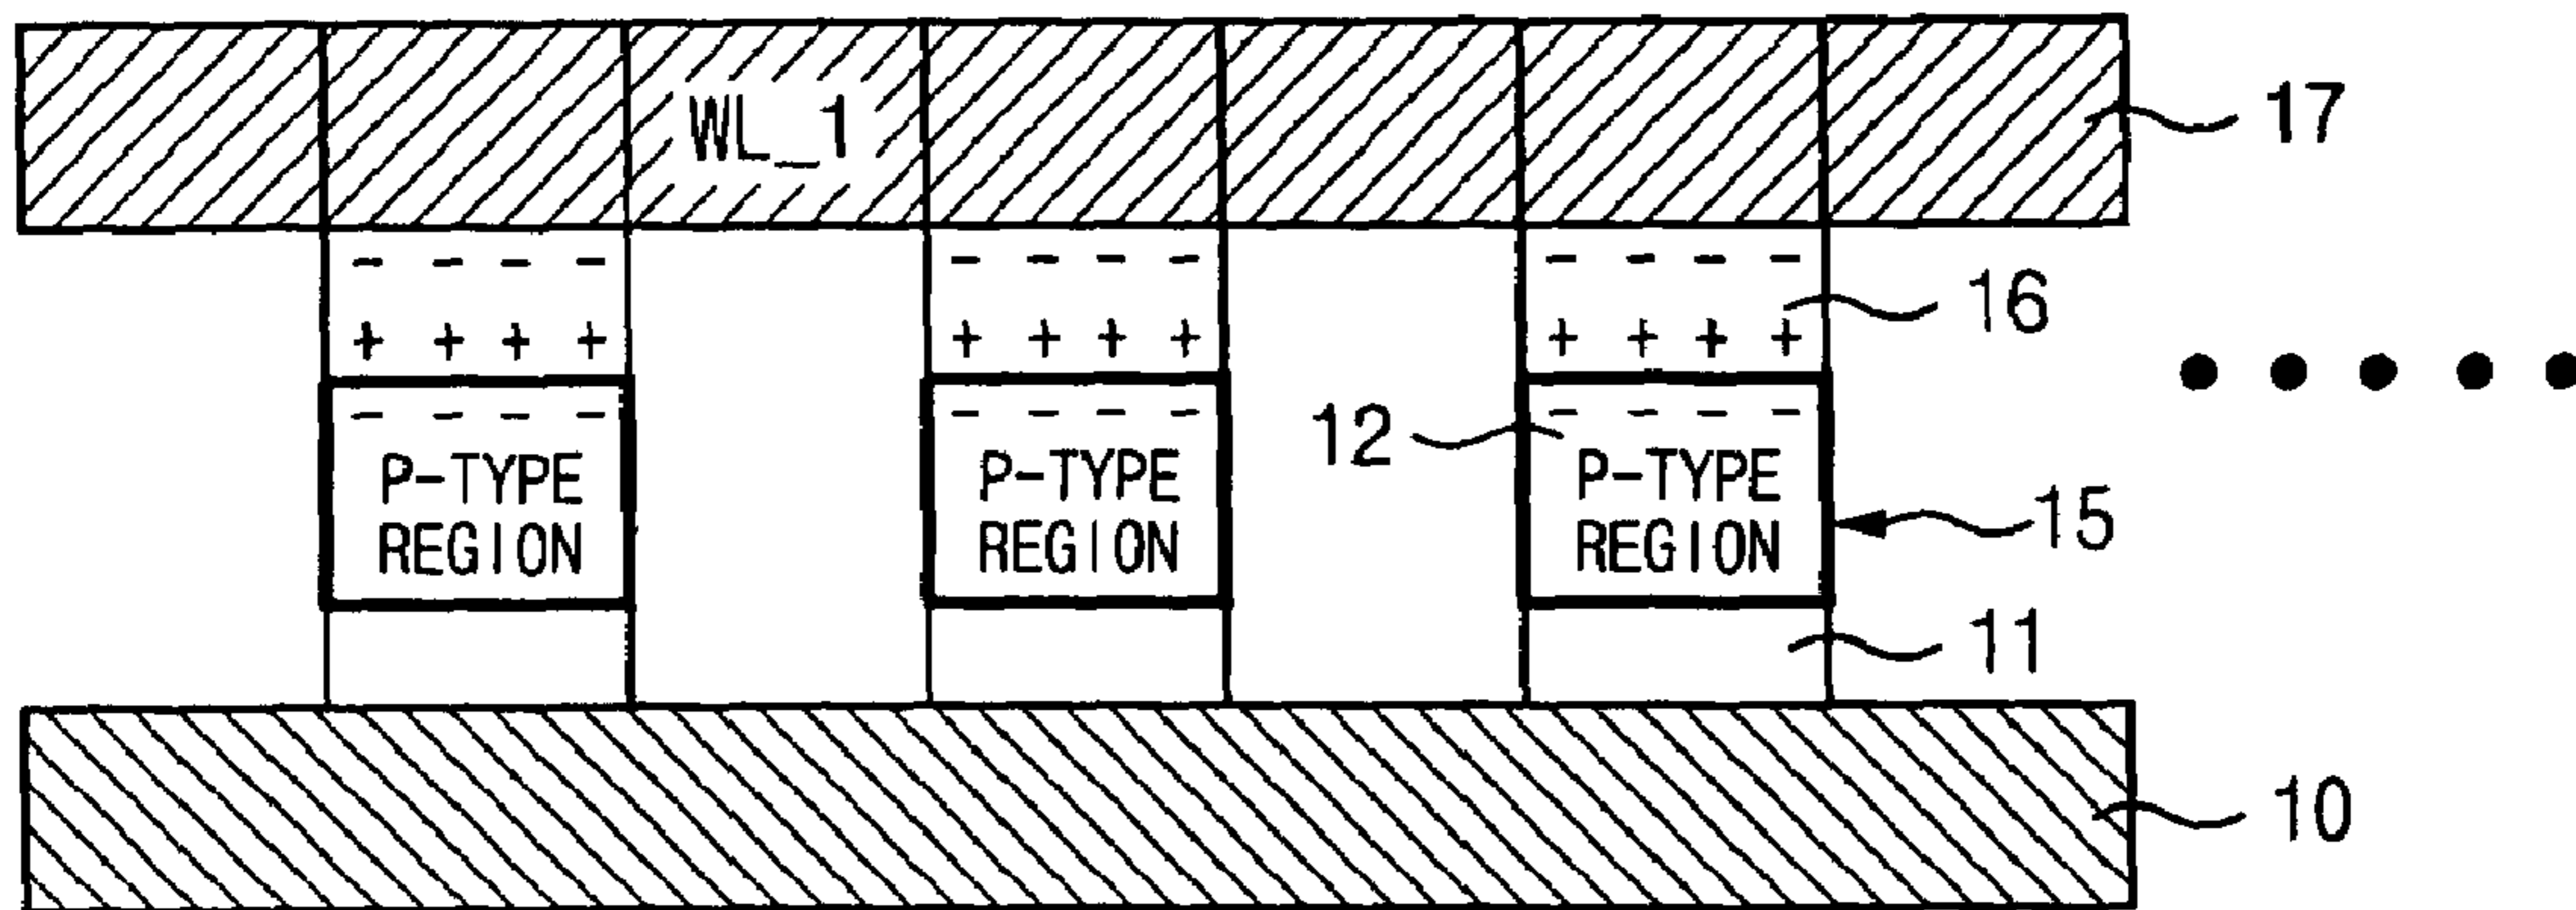 WL_1
17
- - - -
- - - -
- - - -
16
+ + + +
+ + + +
+ + + +
- - - -
- - - -
- - - -
12
P-TYPE
REGION
P-TYPE
REGION
P-TYPE
REGION
15
11
10